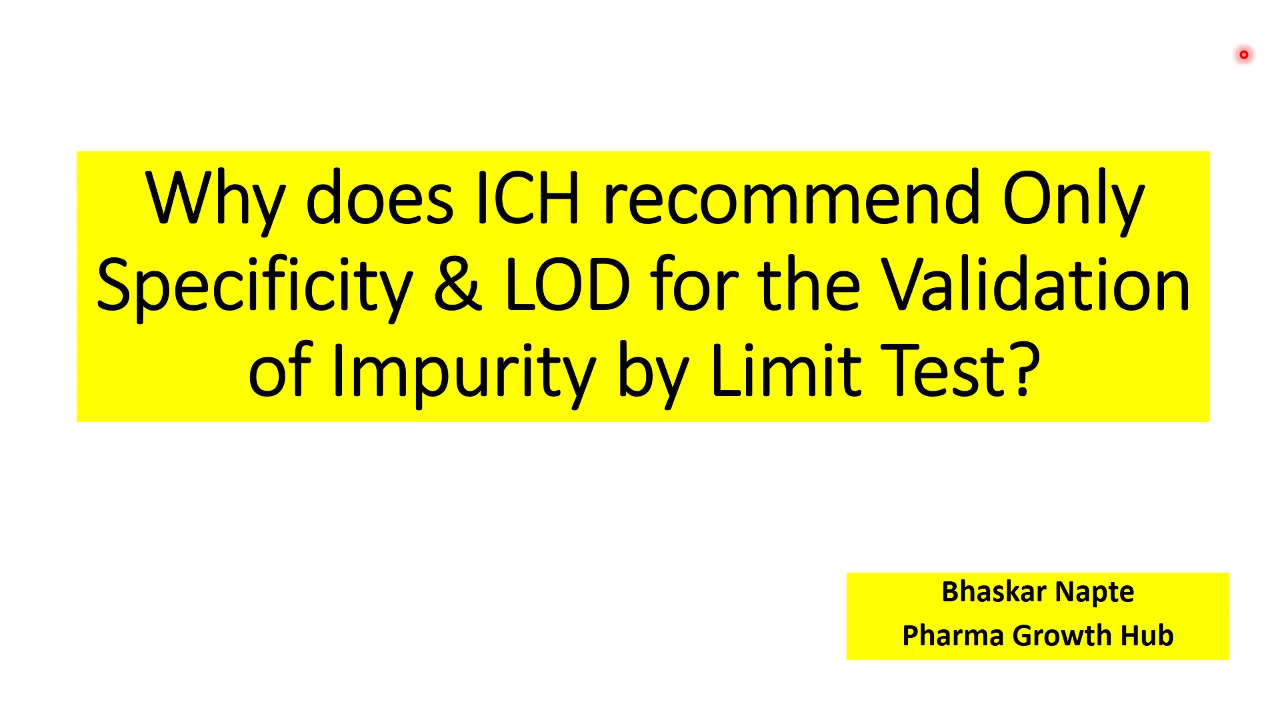 Why does ICH recommend Only
Specificity & LOD for the Validation
of Impurity by Limit Test?
Bhaskar Napte
Pharma Growth Hub